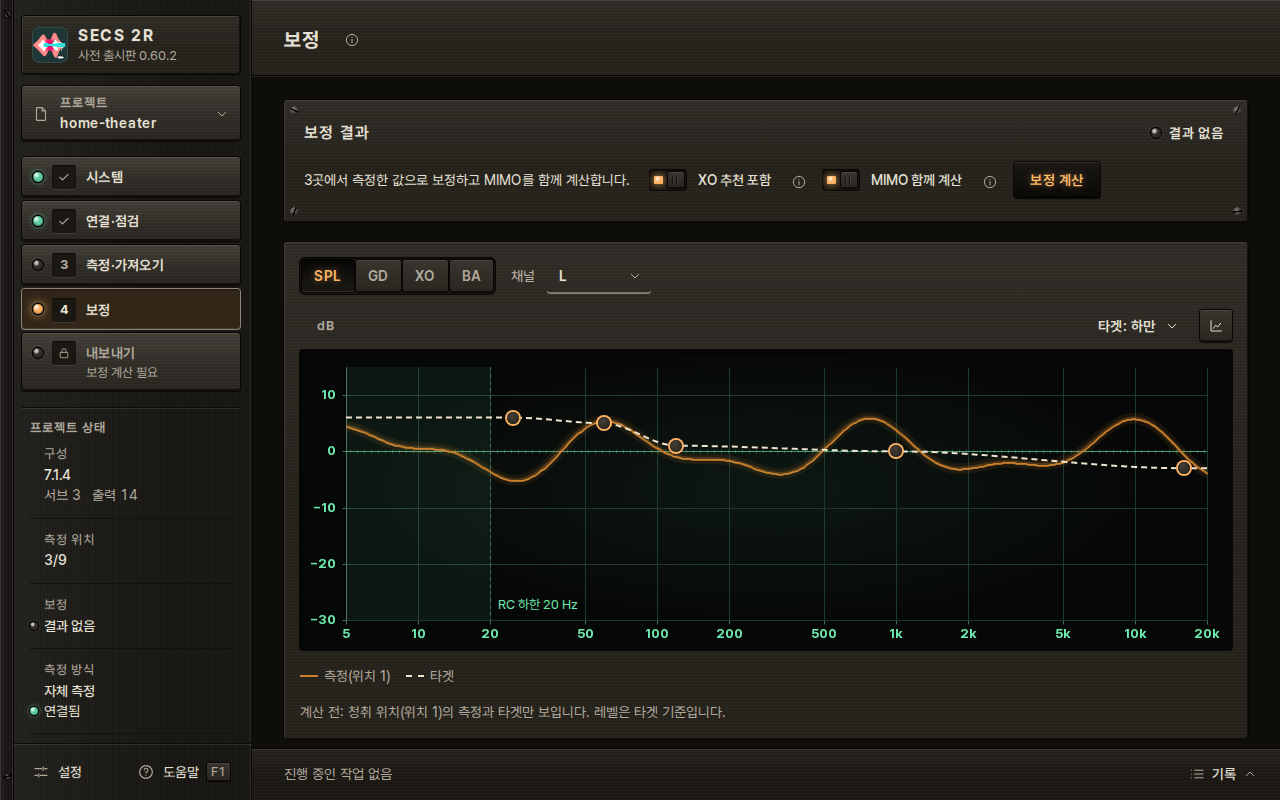 SECS 2R
사전 출시판 0.60.2
프로젝트
home-theater
시스템
연결·점검
3 측정·가져오기
4 보정
내보내기
보정 계산 필요
프로젝트 상태
구성
7.1.4
서브 3 출력 14
측정 위치
3/9
보정
결과 없음
측정 방식
자체 측정
연결됨
설정 도움말 F1
보정
보정 결과 결과 없음
3곳에서 측정한 값으로 보정하고 MIMO를 함께 계산합니다. XO 추천 포함 MIMO 함께 계산 보정 계산
SPL GD XO BA 채널 L
dB 타겟: 하만
10
0
−10
−20
−30
RC 하한 20 Hz
5 10 20 50 100 200 500 1k 2k 5k 10k 20k
측정(위치 1) 타겟
계산 전: 청취 위치(위치 1)의 측정과 타겟만 보입니다. 레벨은 타겟 기준입니다.
진행 중인 작업 없음 기록